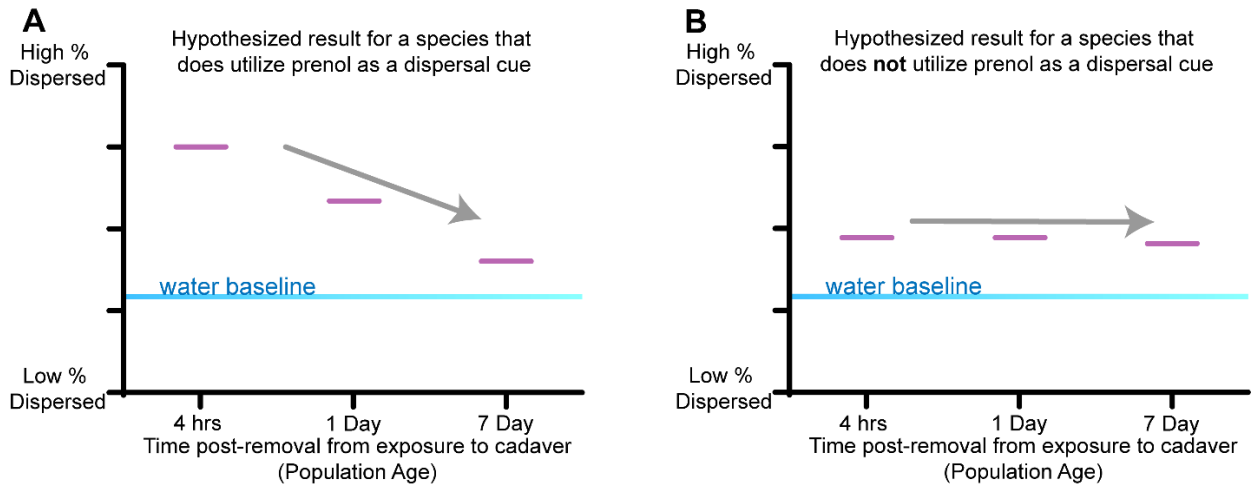 A
Hypothesized result for a species that
does utilize prenol as a dispersal cue
High %
Dispersed
water baseline
Low %
Dispersed
4 hrs
1 Day
7 Day
Time post-removal from exposure to cadaver
(Population Age)
B
Hypothesized result for a species that
does not utilize prenol as a dispersal cue
High %
Dispersed
water baseline
Low %
Dispersed
4 hrs
1 Day
7 Day
Time post-removal from exposure to cadaver
(Population Age)